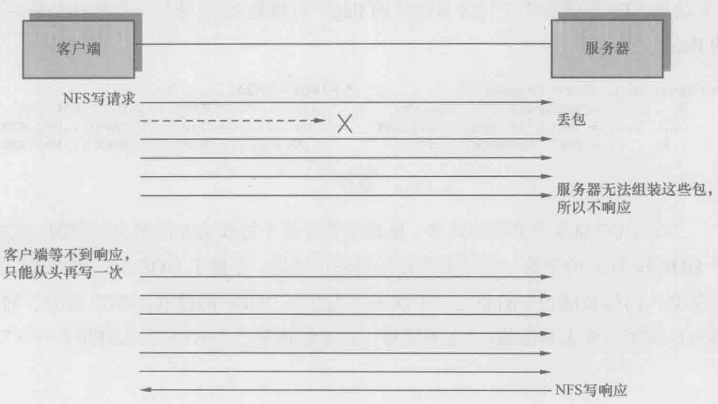 客户端
服务器
NFS写请求
丢包
服务器无法组装这些包,
所以不响应
客户端等不到响应,
只能从头再写一次
NFS写响应